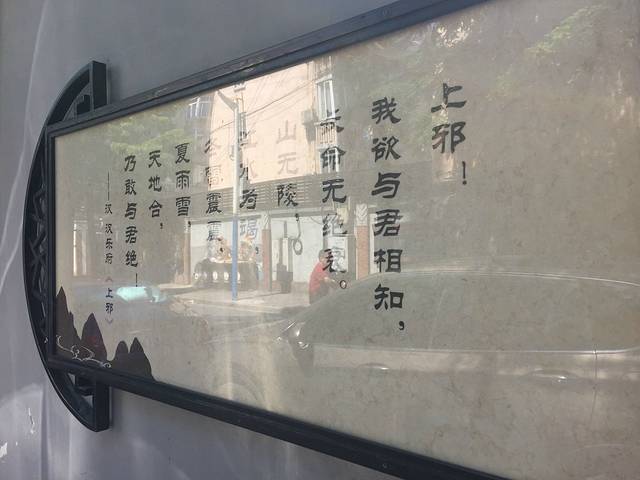 上邪！
我欲与君相知，
长命无绝衰。
山无陵，
江水为竭，
冬雷震震，
夏雨雪，
天地合，
乃敢与君绝！
——汉 汉乐府《上邪》